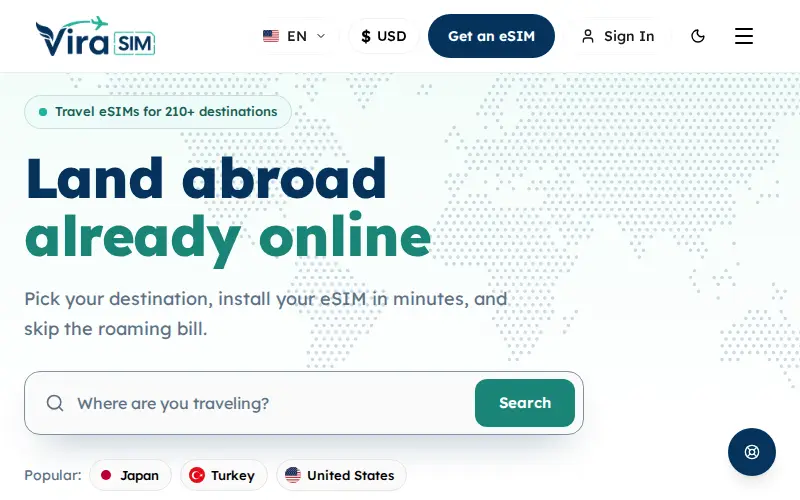 Vira SIM
EN
$ USD
Get an eSIM
Sign In
Travel eSIMs for 210+ destinations
Land abroad
already online
Pick your destination, install your eSIM in minutes, and
skip the roaming bill.
Where are you traveling?
Search
Popular:
Japan
Turkey
United States